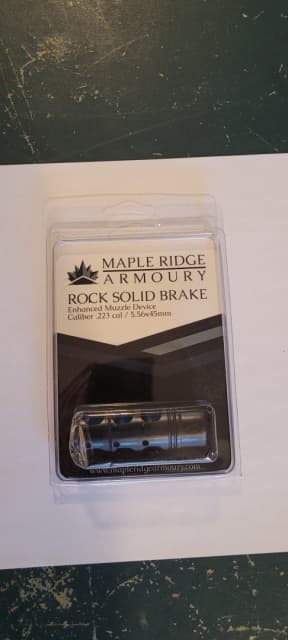 MAPLE RIDGE
ARMOURY
ROCK SOLID BRAKE
Enhanced Muzzle Device
Caliber .223 cal / 5.56x45mm
www.mapleridgearmoury.com